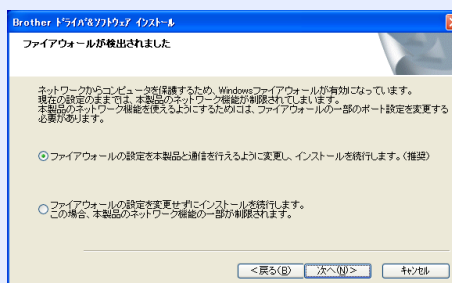 Brother ﾄﾞﾗｲﾊﾞ&ｿﾌﾄｳｪｱ ｲﾝｽﾄｰﾙ
ファイアウォールが検出されました
ネットワークからコンピュータを保護するため、Windowsファイアウォールが有効になっています。
現在の設定のままでは、本製品のネットワーク機能が制限されてしまいます。
本製品のネットワーク機能を使えるようにするためには、ファイアウォールの一部のポート設定を変更する
必要があります。
ファイアウォールの設定を本製品と通信を行えるように変更し、インストールを続行します。(推奨)
ファイアウォールの設定を変更せずにインストールを続行します。
この場合、本製品のネットワーク機能の一部が制限されます。
<戻る(B) 次へ(N)> ｷｬﾝｾﾙ